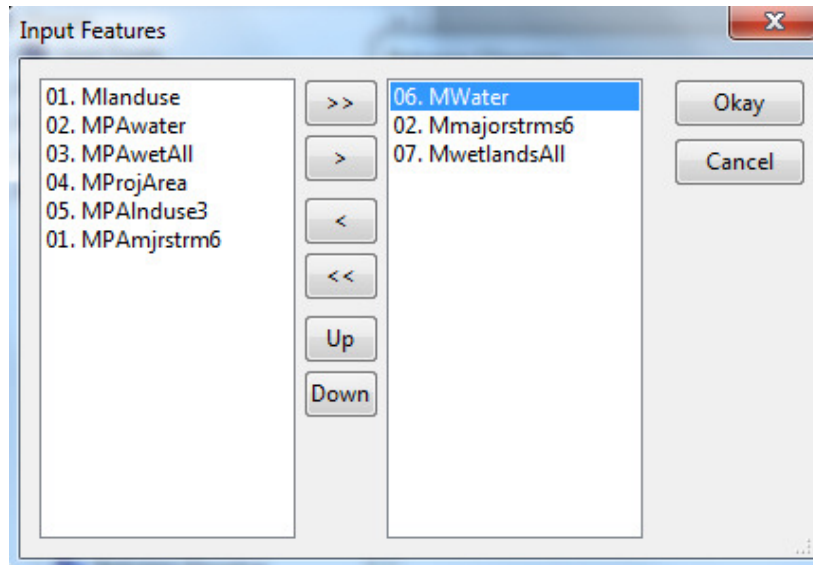 Input Features
01. Mlanduse
02. MPAwater
03. MPAwetAll
04. MProjArea
05. MPAlnduse3
01. MPAmjrstrm6
>>
>
<
<<
Up
Down
06. MWater
02. Mmajorstrms6
07. MwetlandsAll
Okay
Cancel